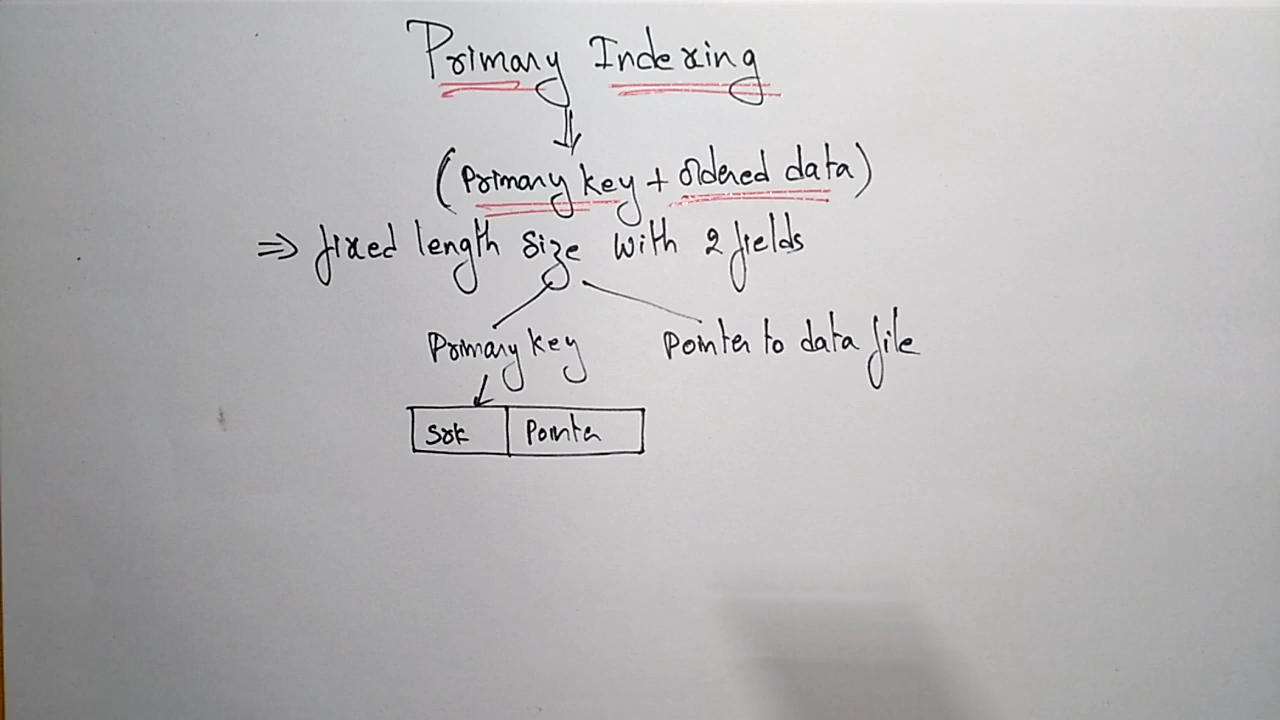 Primary Indexing
(Primary key + ordered data)
⇒ fixed length size with 2 fields
Primary key Pointer to data file
Srk Pointer